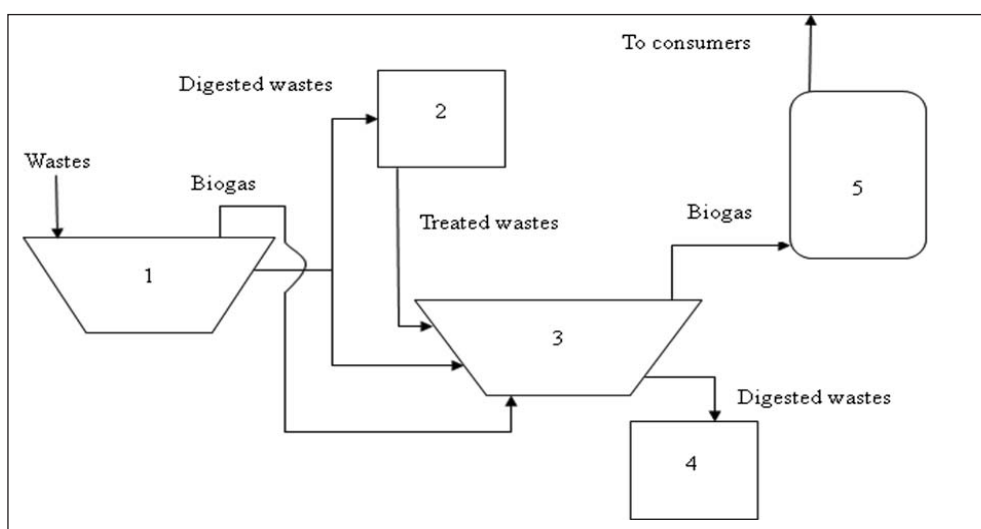 To consumers
Digested wastes
2
Wastes
Biogas
5
Biogas
Treated wastes
1
3
Digested wastes
4